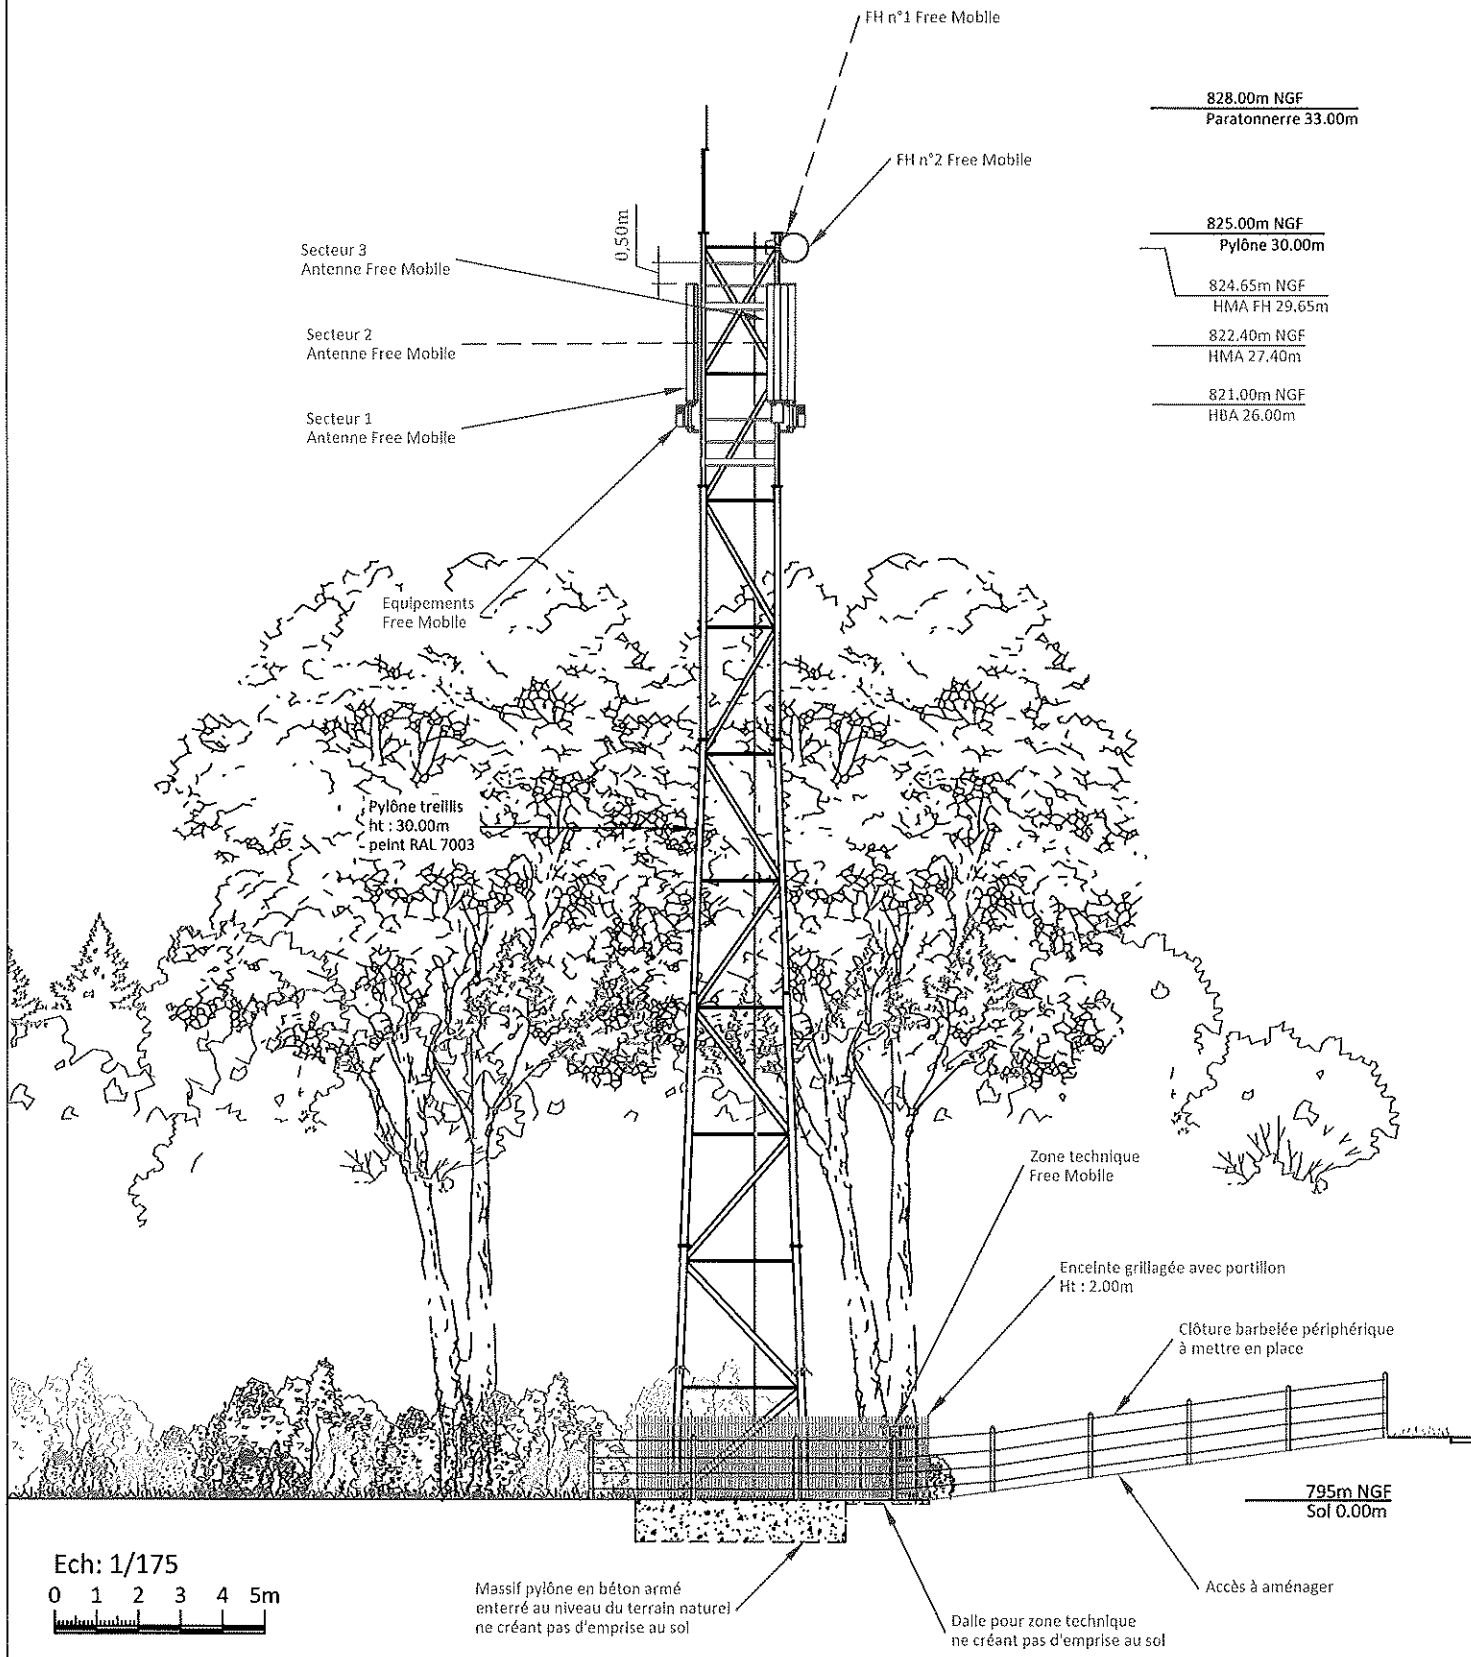 FH n°1 Free Mobile
828.00m NGF
Paratonnerre 33.00m
FH n°2 Free Mobile
0,50m
825.00m NGF
Pylône 30.00m
Secteur 3
Antenne Free Mobile
824.65m NGF
HMA FH 29.65m
Secteur 2
Antenne Free Mobile
822.40m NGF
HMA 27.40m
821.00m NGF
HBA 26.00m
Secteur 1
Antenne Free Mobile
Equipements
Free Mobile
Pylône treillis
ht : 30.00m
peint RAL 7003
Zone technique
Free Mobile
Enceinte grillagée avec portillon
Ht : 2.00m
Clôture barbelée périphérique
à mettre en place
795m NGF
Sol 0.00m
Ech: 1/175
0 1 2 3 4 5m
Massif pylône en béton armé
enterré au niveau du terrain naturel
ne créant pas d'emprise au sol
Accès à aménager
Dalle pour zone technique
ne créant pas d'emprise au sol